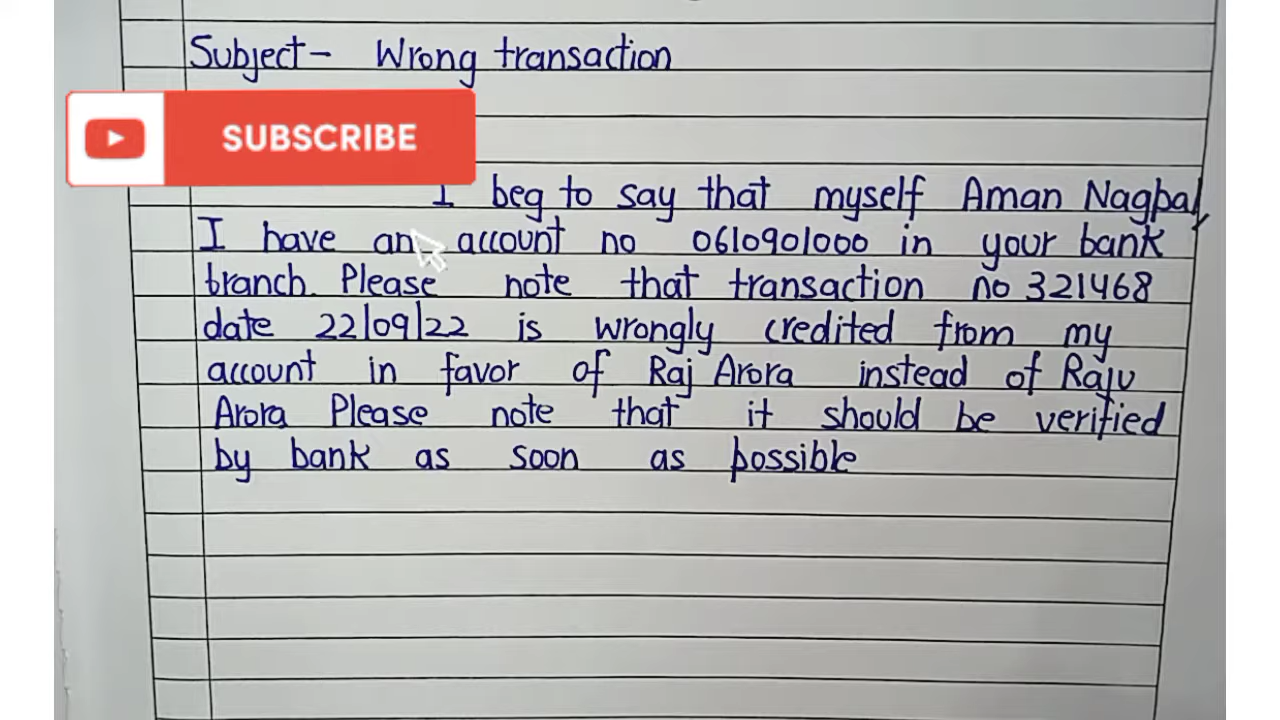 Subject- Wrong transaction
SUBSCRIBE
I beg to say that myself Aman Nagpal,
I have an account no 0610901000 in your bank
branch. Please note that transaction no 321468
date 22/09/22 is wrongly credited from my
account in favor of Raj Arora instead of Raju
Arora Please note that it should be verified
by bank as soon as possible